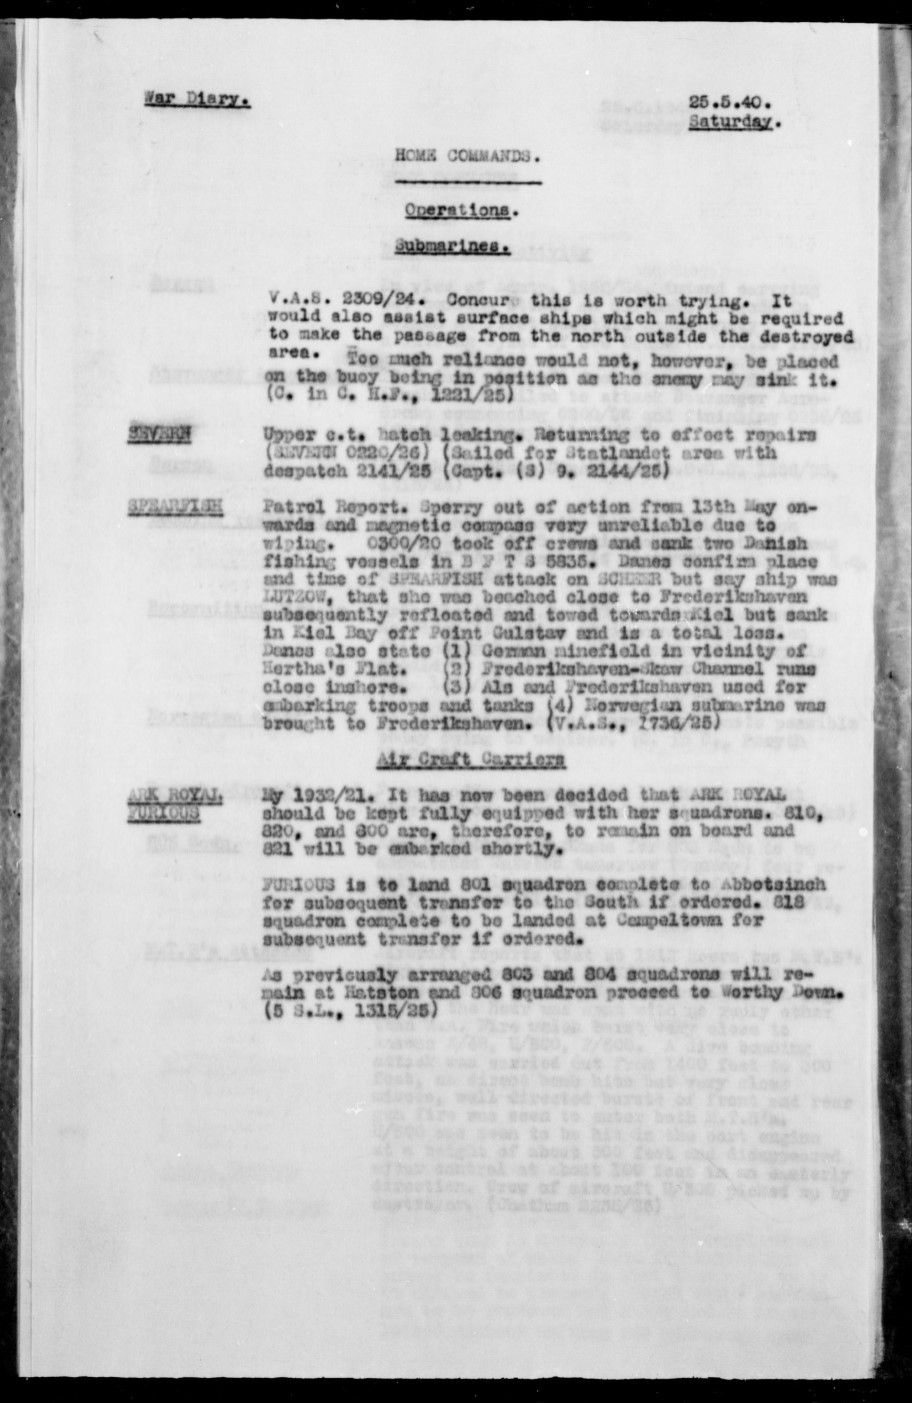 War Diary.
25.5.40.
Saturday.
HOME COMMANDS.
Operations.
Submarines.
V.A.S. 2309/24. Concur, this is worth trying. It
would also assist surface ships which might be required
to make the passage from the north outside the destroyed
area. Too much reliance would not, however, be placed
on the buoy being in position as the enemy may sink it.
(C. in C. H.F., 1221/25)
SEVERN
Upper c.t. hatch leaking. Returning to effect repairs
(SEVERN 0220/26) (Sailed for Statlandet area with
despatch 2141/25 (Capt. (S) 9. 2144/25)
SPEARFISH
Patrol Report. Sperry out of action from 13th May on-
wards and magnetic compass very unreliable due to
wiping. 0300/20 took off crews and sank two Danish
fishing vessels in B F T S 5835. Danes confirm place
and time of SPEARFISH attack on SCHEER but say ship was
LUTZOW, that she was beached close to Frederikshaven
subsequently refloated and towed towards Kiel but sank
in Kiel Bay off Point Gulstav and is a total loss.
Danes also state (1) German minefield in vicinity of
Hertha's Flat. (2) Frederikshaven-Skaw Channel runs
close inshore. (3) Als and Frederikshaven used for
embarking troops and tanks (4) Norwegian submarine was
brought to Frederikshaven. (V.A.S., 1736/25)
Air Craft Carriers
ARK ROYAL
FURIOUS
My 1932/21. It has now been decided that ARK ROYAL
should be kept fully equipped with her squadrons. 810,
820, and 800 are, therefore, to remain on board and
821 will be embarked shortly.
FURIOUS is to land 801 squadron complete to Abbotsinch
for subsequent transfer to the South if ordered. 818
squadron complete to be landed at Campeltown for
subsequent transfer if ordered.
As previously arranged 803 and 804 squadrons will re-
main at Hatston and 806 squadron proceed to Worthy Down.
(5 S.L., 1315/25)